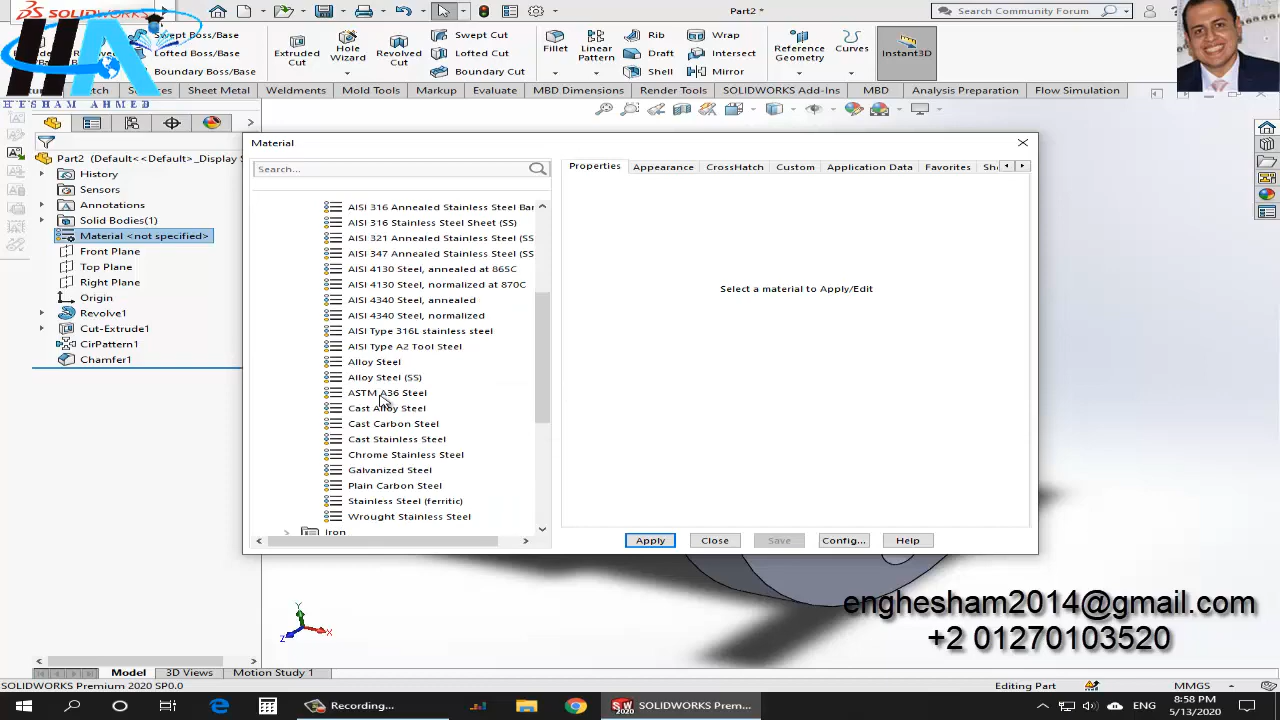 SOLIDWORKS
Part2 *
Search Community Forum
HESHAM AHMED
Swept Boss/Base
Lofted Boss/Base
Boundary Boss/Base
Extruded Cut
Hole Wizard
Revolved Cut
Swept Cut
Lofted Cut
Boundary Cut
Fillet
Linear Pattern
Rib
Draft
Shell
Wrap
Intersect
Mirror
Reference Geometry
Curves
Instant3D
Sheet Metal
Weldments
Mold Tools
Markup
Evaluate
MBD Dimensions
Render Tools
SOLIDWORKS Add-Ins
MBD
Analysis Preparation
Flow Simulation
Part2 (Default<<Default>_Display S
History
Sensors
Annotations
Solid Bodies(1)
Material <not specified>
Front Plane
Top Plane
Right Plane
Origin
Revolve1
Cut-Extrude1
CirPattern1
Chamfer1
Material
Search...
AISI 316 Annealed Stainless Steel Bar
AISI 316 Stainless Steel Sheet (SS)
AISI 321 Annealed Stainless Steel (SS
AISI 347 Annealed Stainless Steel (SS
AISI 4130 Steel, annealed at 865C
AISI 4130 Steel, normalized at 870C
AISI 4340 Steel, annealed
AISI 4340 Steel, normalized
AISI Type 316L stainless steel
AISI Type A2 Tool Steel
Alloy Steel
Alloy Steel (SS)
ASTM A36 Steel
Cast Alloy Steel
Cast Carbon Steel
Cast Stainless Steel
Chrome Stainless Steel
Galvanized Steel
Plain Carbon Steel
Stainless Steel (ferritic)
Wrought Stainless Steel
Iron
Properties
Appearance
CrossHatch
Custom
Application Data
Favorites
Select a material to Apply/Edit
Apply
Close
Save
Config...
Help
enghesham2014@gmail.com
+2 01270103520
Y
X
Z
Model
3D Views
Motion Study 1
SOLIDWORKS Premium 2020 SP0.0
Editing Part
MMGS
Recording...
SOLIDWORKS Prem...
ENG
8:58 PM
5/13/2020